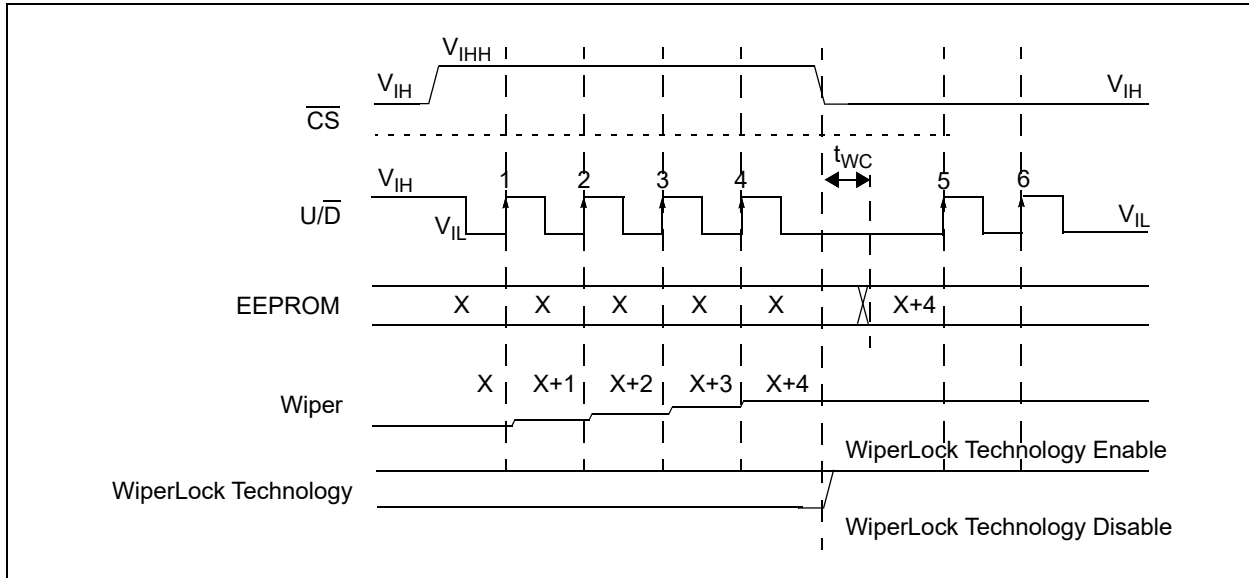 VIHH
VIH
VIH
CS
tWC
VIH
1 2 3 4 5 6
U/D
VIL
VIL
EEPROM
X X X X X X+4
X X+1 X+2 X+3 X+4
Wiper
WiperLock Technology Enable
WiperLock Technology
WiperLock Technology Disable